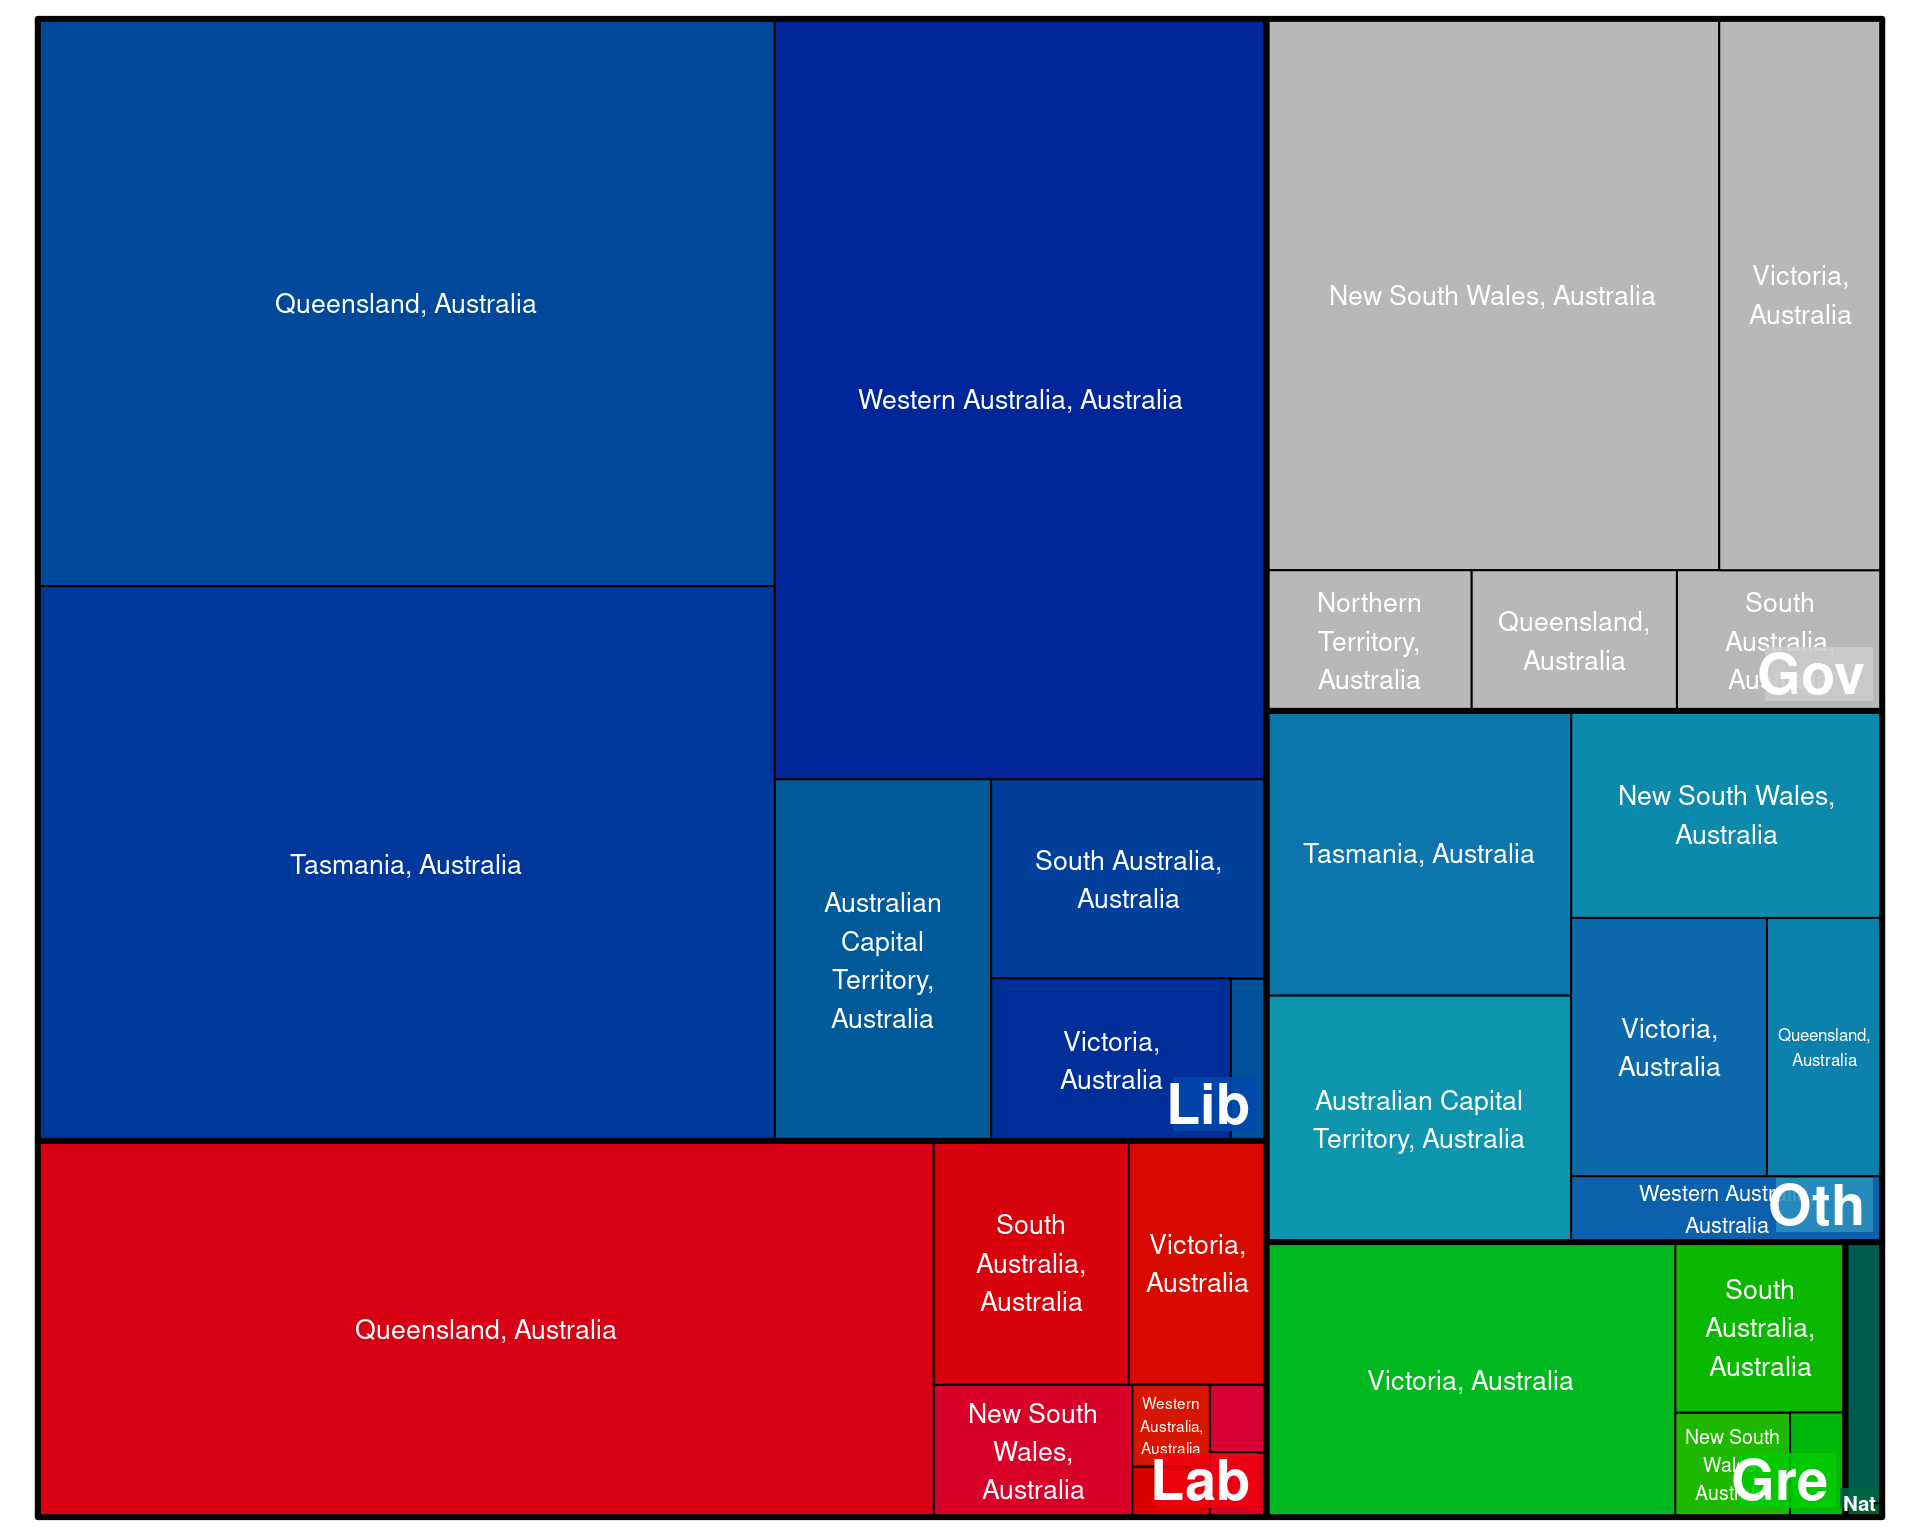 Queensland, Australia
Tasmania, Australia
Western Australia, Australia
Australian
Capital
Territory,
Australia
South Australia,
Australia
Victoria,
Australia
Lib
Queensland, Australia
South
Australia,
Australia
Victoria,
Australia
New South
Wales,
Australia
Western
Australia,
Australia
Lab
New South Wales, Australia
Victoria,
Australia
Northern
Territory,
Australia
Queensland,
Australia
South
Australia,
Gov
Tasmania, Australia
New South Wales,
Australia
Australian Capital
Territory, Australia
Victoria,
Australia
Queensland,
Australia
Western
Australia
Oth
Victoria, Australia
South
Australia,
Australia
New South
Gre
Nat